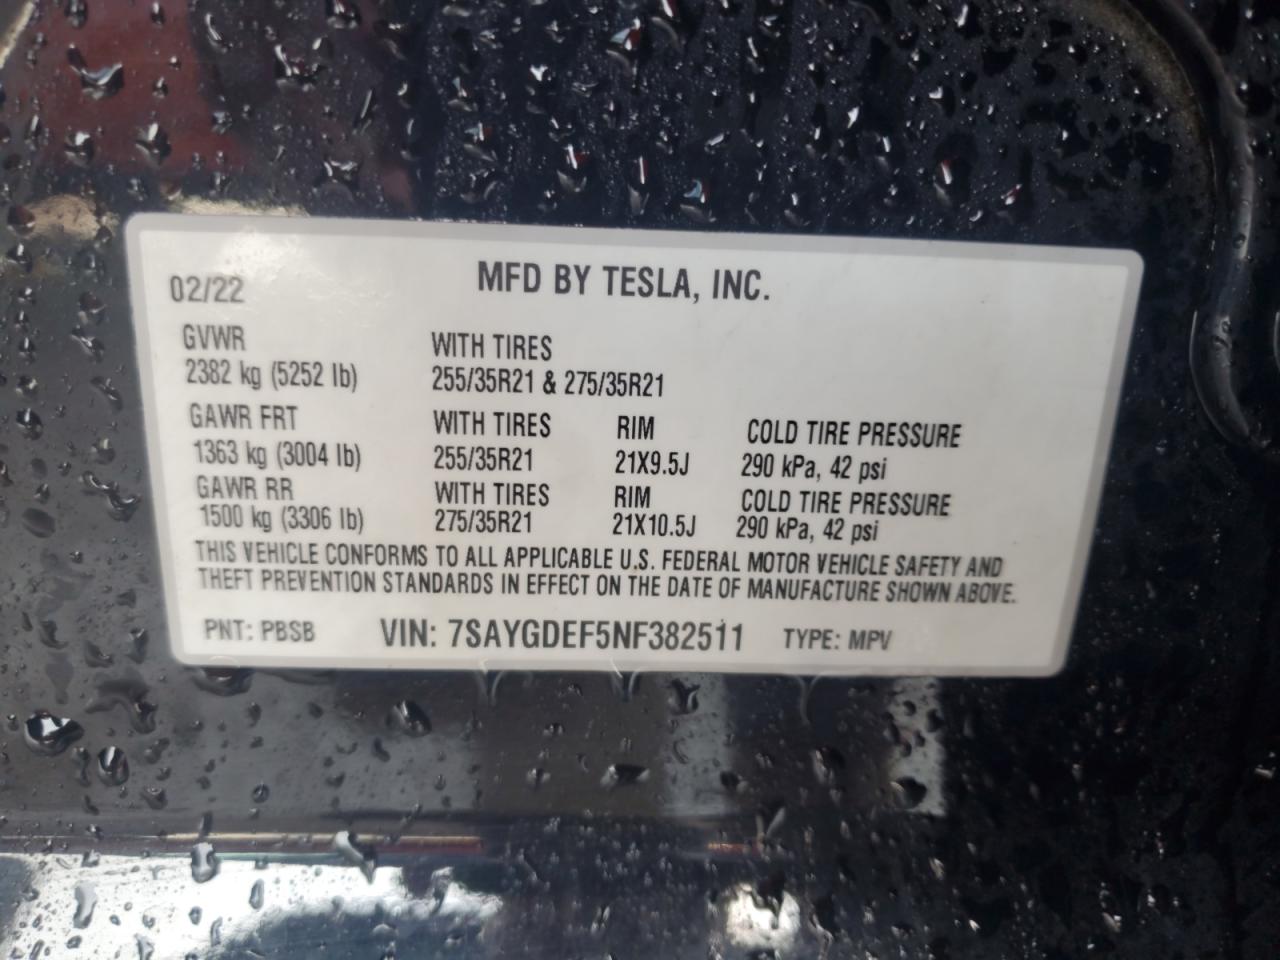 02/22 MFD BY TESLA, INC.
GVWR WITH TIRES
2382 kg (5252 lb) 255/35R21 & 275/35R21
GAWR FRT WITH TIRES RIM COLD TIRE PRESSURE
1363 kg (3004 lb) 255/35R21 21X9.5J 290 kPa, 42 psi
GAWR RR WITH TIRES RIM COLD TIRE PRESSURE
1500 kg (3306 lb) 275/35R21 21X10.5J 290 kPa, 42 psi
THIS VEHICLE CONFORMS TO ALL APPLICABLE U.S. FEDERAL MOTOR VEHICLE SAFETY AND
THEFT PREVENTION STANDARDS IN EFFECT ON THE DATE OF MANUFACTURE SHOWN ABOVE.
PNT: PBSB VIN: 7SAYGDEF5NF382511 TYPE: MPV